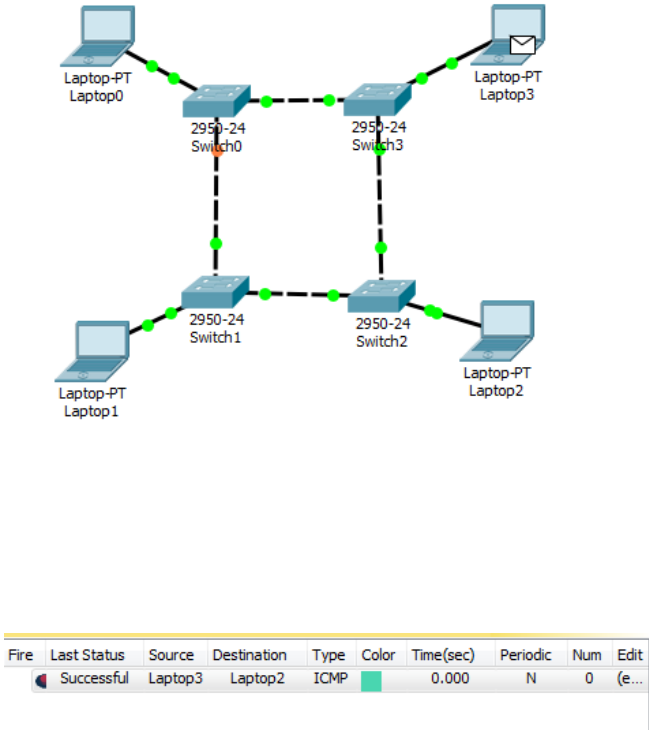 Laptop-PT
Laptop0
Laptop-PT
Laptop3
2950-24
Switch0
2950-24
Switch3
2950-24
Switch1
2950-24
Switch2
Laptop-PT
Laptop1
Laptop-PT
Laptop2
Fire Last Status Source Destination Type Color Time(sec) Periodic Num Edit
Successful Laptop3 Laptop2 ICMP 0.000 N 0 (e...